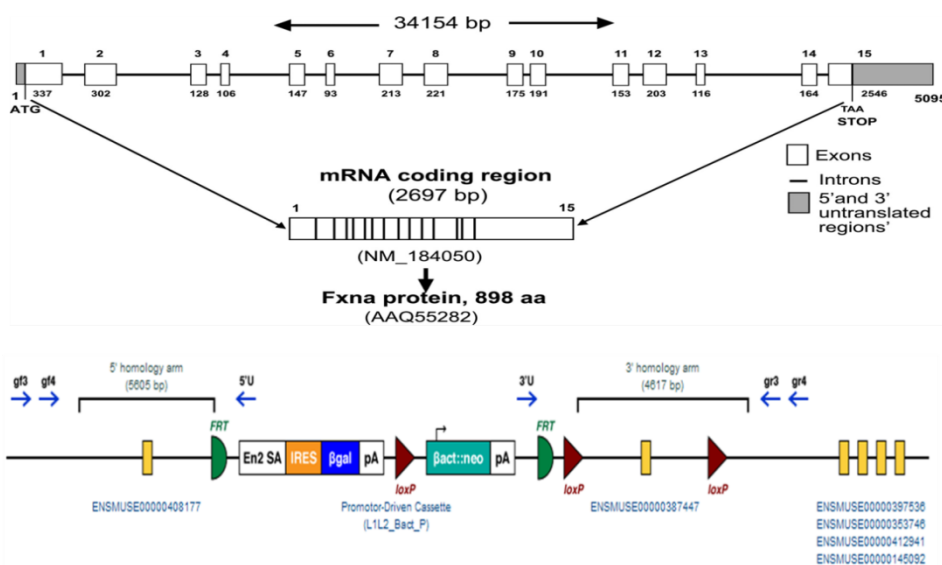 34154 bp
1 2 3 4 5 6 7 8 9 10 11 12 13 14 15
337 302 128 106 147 93 213 221 175 191 153 203 116 164 2546 5095
1
ATG
TAA
STOP
Exons
Introns
5'and 3'
untranslated
regions'
mRNA coding region
(2697 bp)
1 15
(NM_184050)
Fxna protein, 898 aa
(AAQ55282)
5' homology arm
(5605 bp)
3' homology arm
(4617 bp)
gf3 gf4 5'U 3'U gr3 gr4
FRT FRT
En2 SA IRES βgal pA βact::neo pA
loxP loxP loxP
ENSMUSE00000408177
Promotor-Driven Cassette
(L1L2_Bact_P)
ENSMUSE00000387447
ENSMUSE00000397536
ENSMUSE00000353746
ENSMUSE00000412941
ENSMUSE00000145092